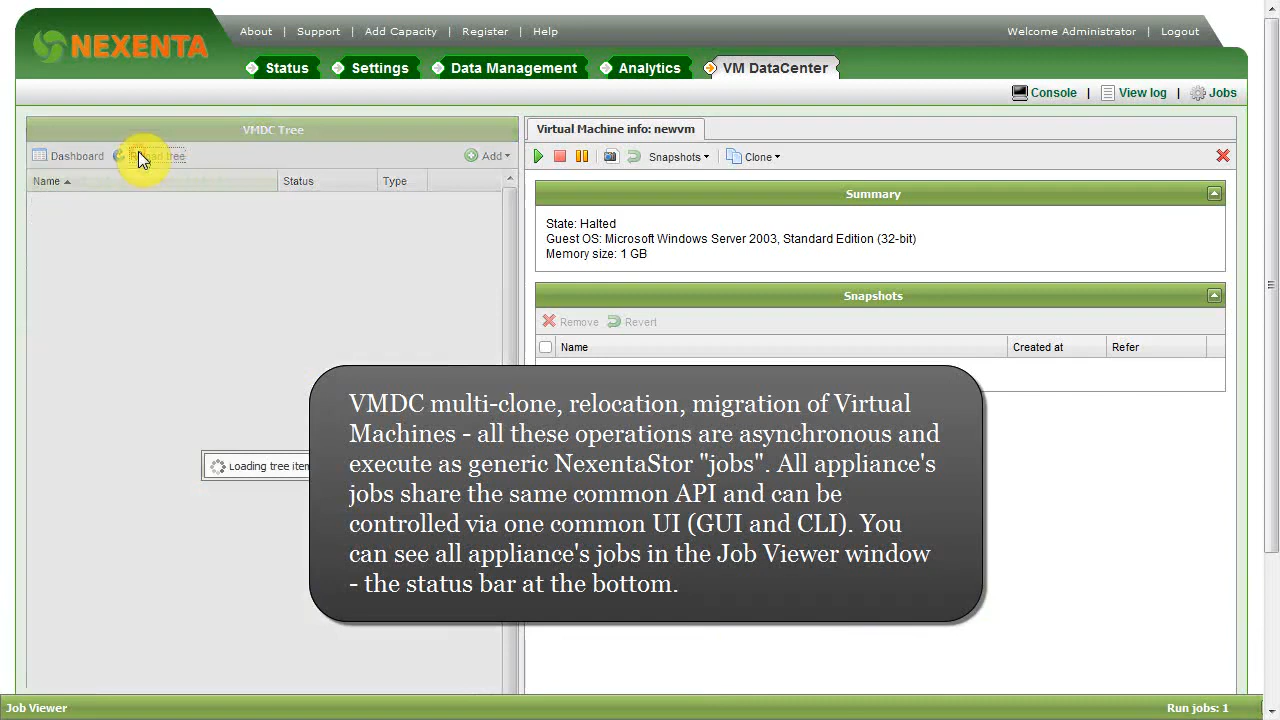 NEXENTA
About | Support | Add Capacity | Register | Help
Welcome Administrator | Logout
Status
Settings
Data Management
Analytics
VM DataCenter
Console | View log | Jobs
VMDC Tree
Dashboard
tree
Add
Name
Status
Type
Virtual Machine info: newvm
Snapshots
Clone
Summary
State: Halted
Guest OS: Microsoft Windows Server 2003, Standard Edition (32-bit)
Memory size: 1 GB
Snapshots
Remove
Revert
Name
Created at
Refer
Loading tree item
VMDC multi-clone, relocation, migration of Virtual
Machines - all these operations are asynchronous and
execute as generic NexentaStor "jobs". All appliance's
jobs share the same common API and can be
controlled via one common UI (GUI and CLI). You
can see all appliance's jobs in the Job Viewer window
- the status bar at the bottom.
Job Viewer
Run jobs: 1